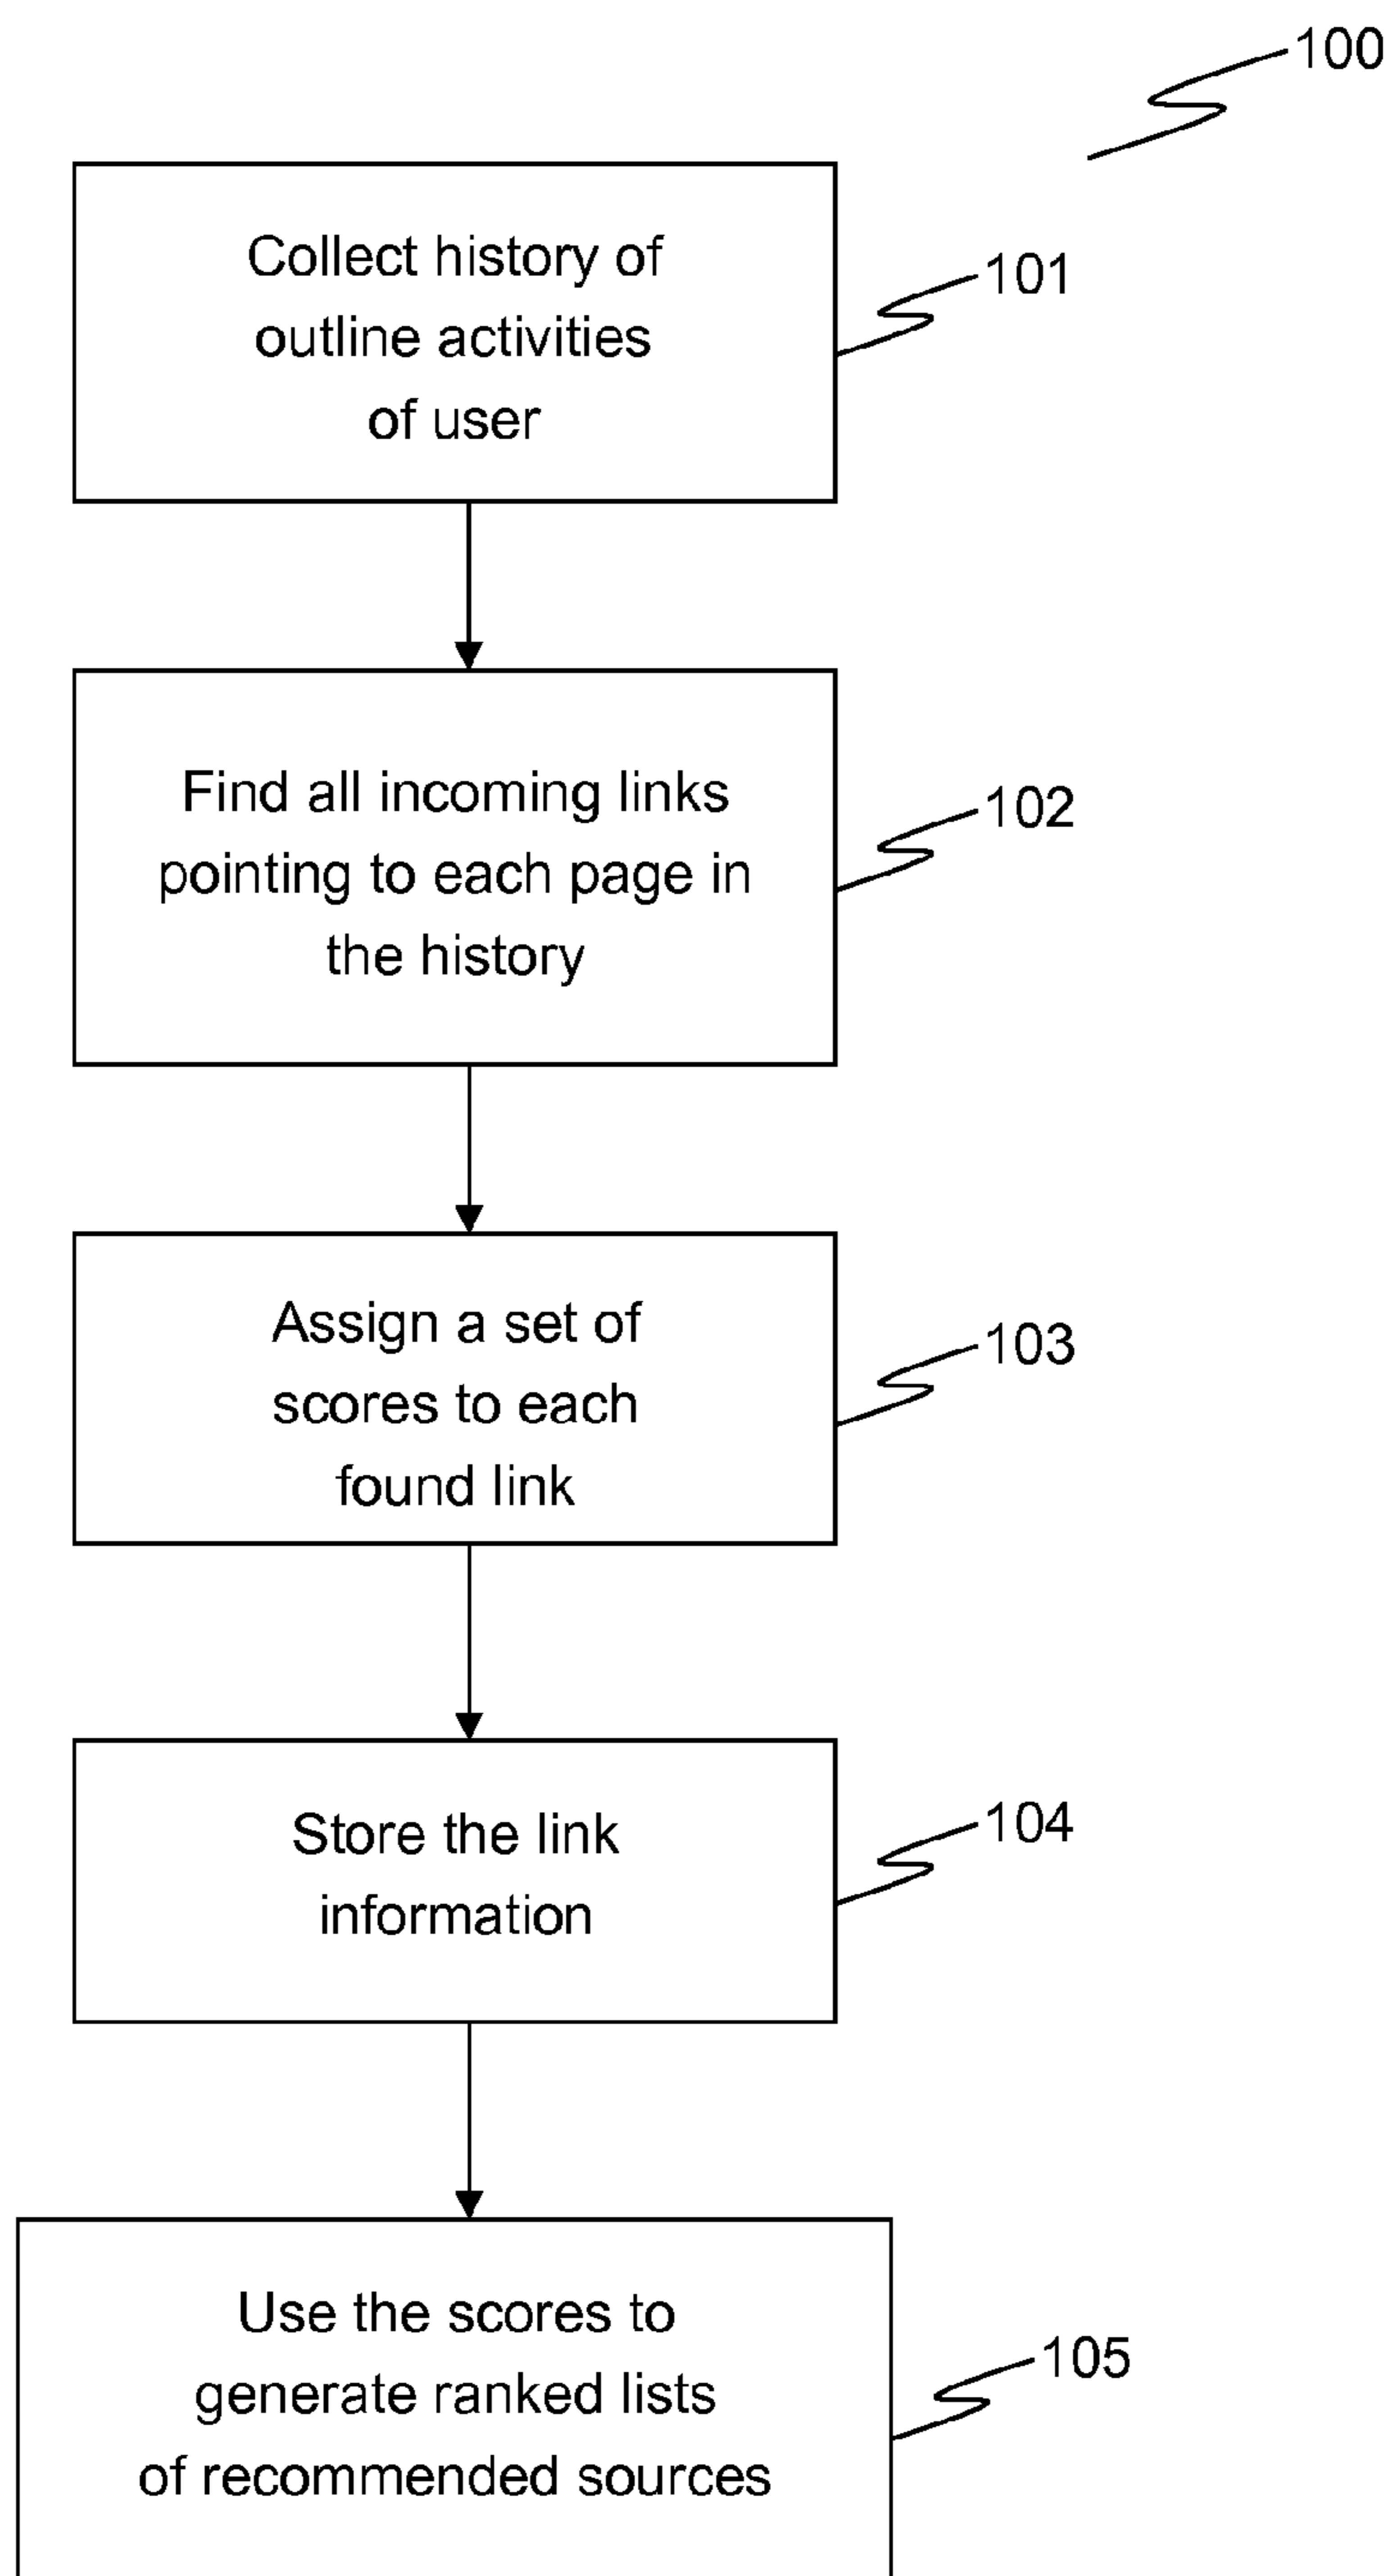 100
Collect history of
outline activities
of user
101
Find all incoming links
pointing to each page in
the history
102
Assign a set of
scores to each
found link
103
Store the link
information
104
Use the scores to
generate ranked lists
of recommended sources
105